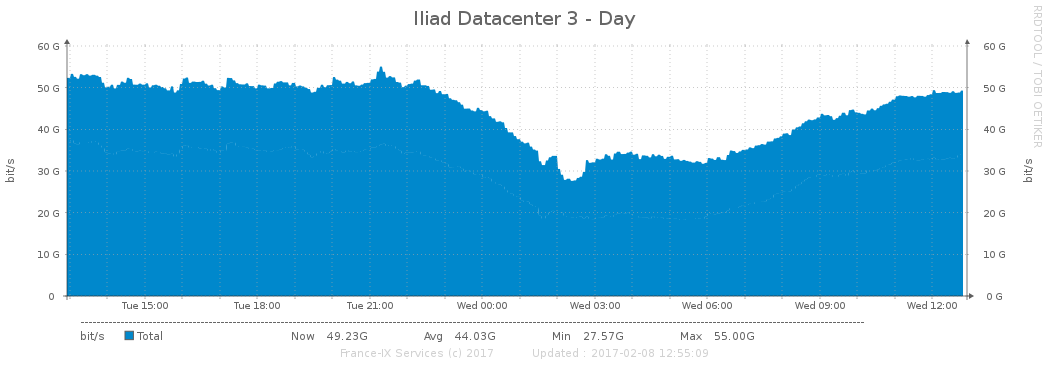 Iliad Datacenter 3 - Day
RRDTOOL / TOBI OETIKER
60 G 60 G
50 G 50 G
40 G 40 G
30 G 30 G
20 G 20 G
10 G 10 G
0 0 G
bit/s bit/s
Tue 15:00 Tue 18:00 Tue 21:00 Wed 00:00 Wed 03:00 Wed 06:00 Wed 09:00 Wed 12:00
bit/s Total Now 49.23G Avg 44.03G Min 27.57G Max 55.00G
France-IX Services (c) 2017 Updated : 2017-02-08 12:55:09